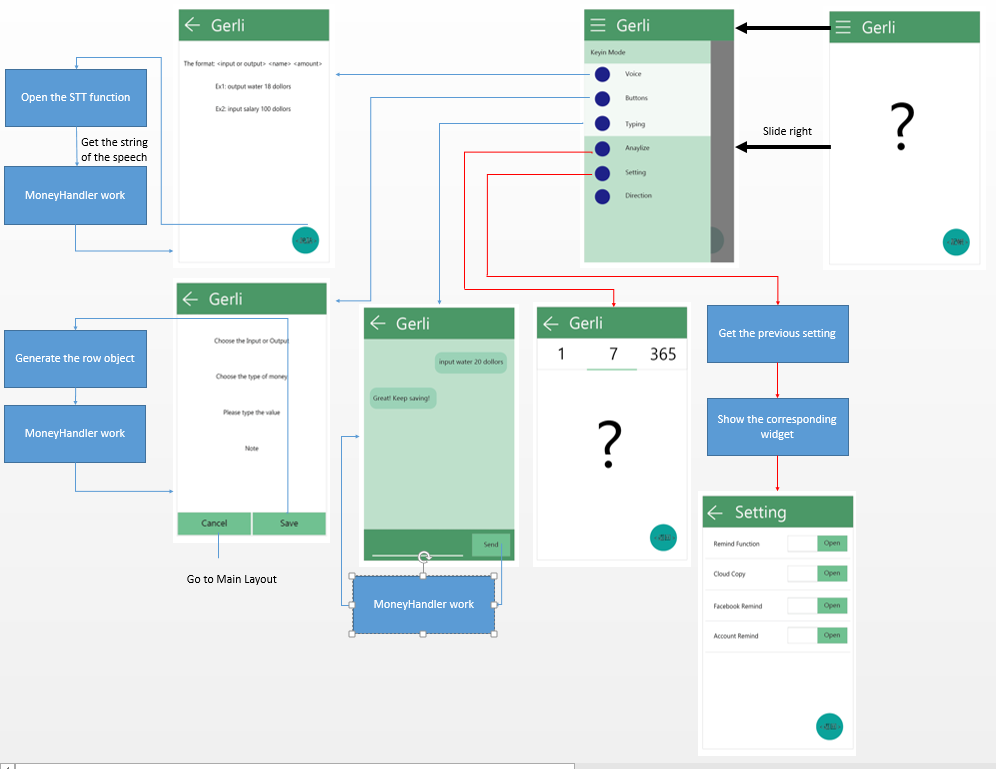 Gerli
The format: <input or output> <name> <amount>
Ex1: output water 18 dollors
Ex2: input salary 100 dollors
Open the STT function
Get the string
of the speech
MoneyHandler work
Gerli
Keyin Mode
Voice
Buttons
Typing
Anaylize
Setting
Direction
Gerli
?
Slide right
Gerli
Choose the Input or Output
Choose the type of money
Please type the value
Note
Cancel
Save
Go to Main Layout
Generate the row object
MoneyHandler work
Gerli
input water 20 dollors
Great! Keep saving!
Send
MoneyHandler work
Gerli
1 7 365
?
Get the previous setting
Show the corresponding
widget
Setting
Remind Function Open
Cloud Copy Open
Facebook Remind Open
Account Remind Open